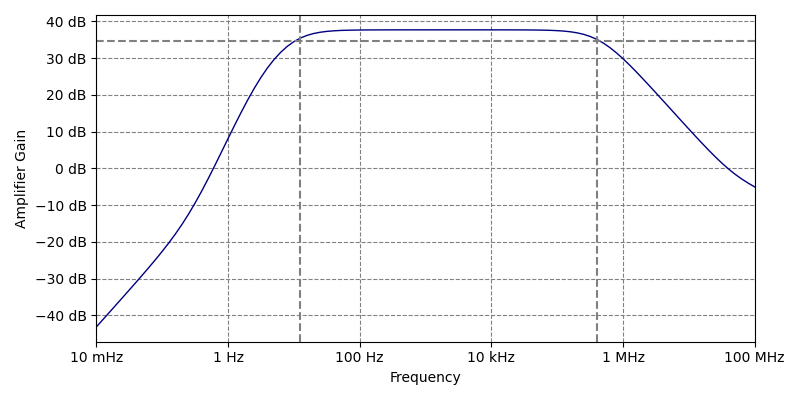 40 dB
30 dB
20 dB
10 dB
0 dB
−10 dB
−20 dB
−30 dB
−40 dB
Amplifier Gain
10 mHz 1 Hz 100 Hz 10 kHz 1 MHz 100 MHz
Frequency